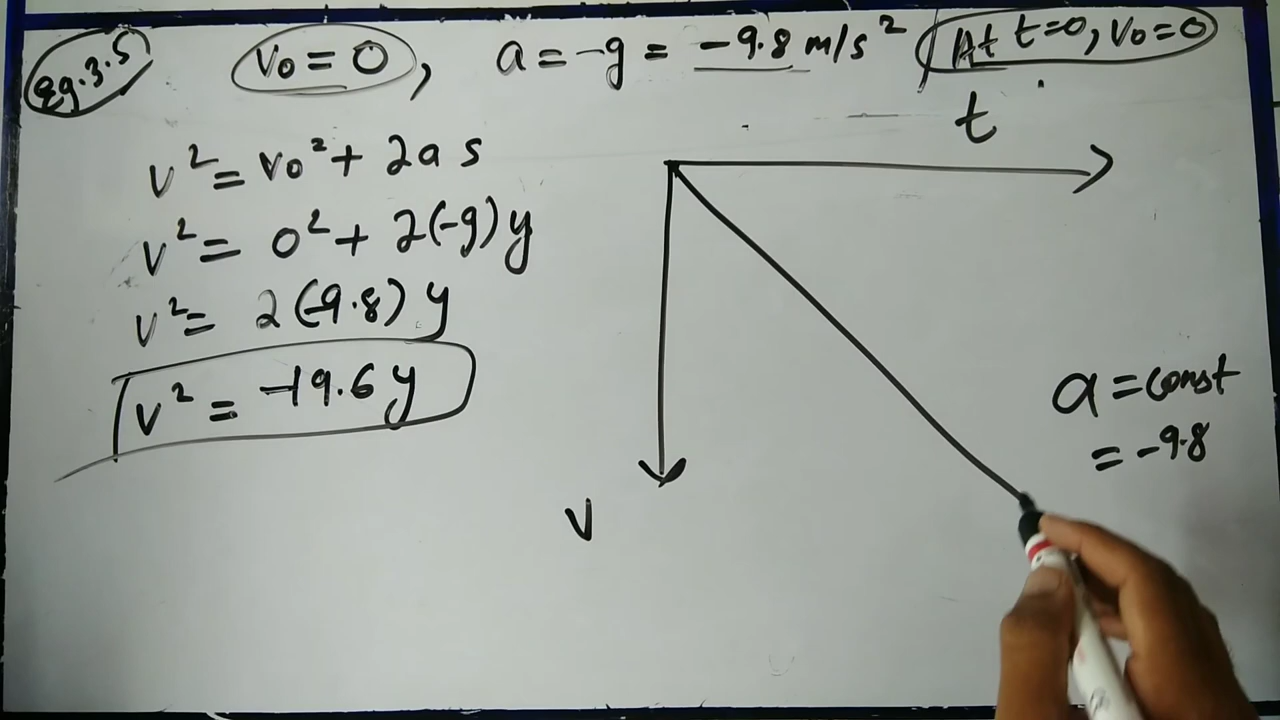 eg.3.5
v₀ = 0, a = -g = -9.8 m/s² At t=0, v₀=0
t
v² = v₀² + 2a s
v² = 0² + 2(-g) y
v² = 2(-9.8) y
v² = -19.6 y
a = const
= -9.8
v